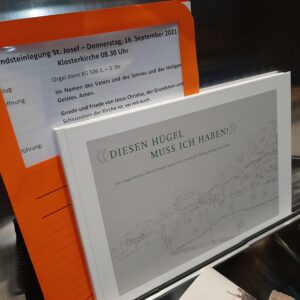 ndsteinlegung St. Josef – Donnerstag, 16. September 2021
Klosterkirche 08.30 Uhr
Orgel dann KG 508 1. – 3. Str.
zug:
im Namen des Vaters und des Sohnes und des Heiligen
ffnung:
Geistes. Amen.
Gnade und Friede von Jesus Christus, der Grundstein und
Schlussstein der Kirche ist, sei mit euch.
führung:
«DIESEN HÜGEL
MUSS ICH HABEN!»